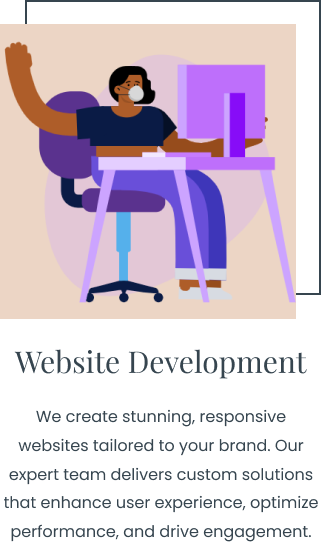 Website Development
We create stunning, responsive
websites tailored to your brand. Our
expert team delivers custom solutions
that enhance user experience, optimize
performance, and drive engagement.